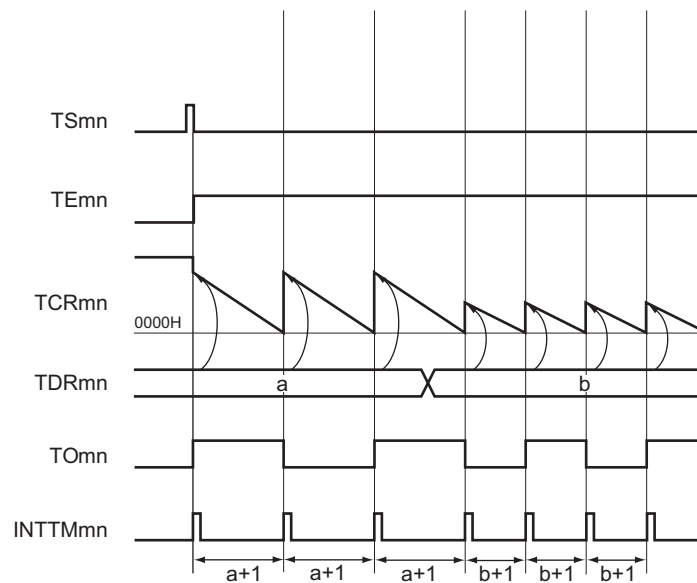 TSmn
TEmn
TCRmn
0000H
TDRmn a b
TOmn
INTTMmn
a+1 a+1 a+1 b+1 b+1 b+1